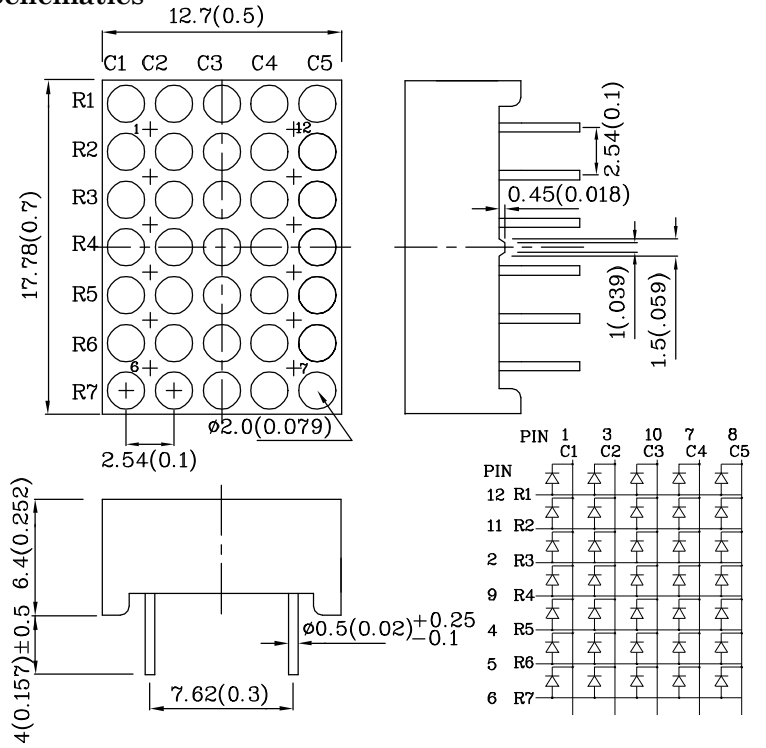 12.7(0.5)
C1 C2 C3 C4 C5
R1
1 12
R2
R3
R4
R5
R6
6 7
R7
17.78(0.7)
ø2.0(0.079)
2.54(0.1)
2.54(0.1)
0.45(0.018)
1(.039)
1.5(.059)
6.4(0.252)
4(0.157)±0.5
ø0.5(0.02)+0.25
−0.1
7.62(0.3)
PIN 1 3 10 7 8
C1 C2 C3 C4 C5
PIN
12 R1
11 R2
2 R3
9 R4
4 R5
5 R6
6 R7